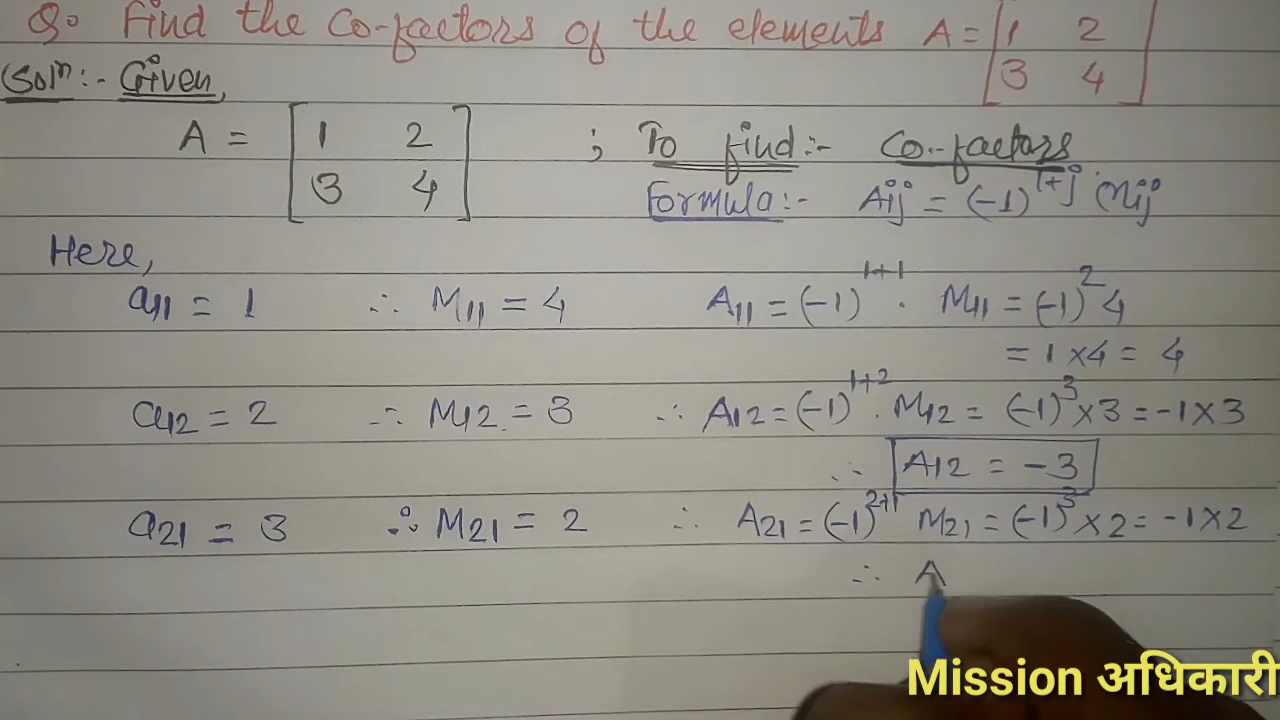 Q. Find the Co-factors of the elements A = [1 2
3 4]
Soln:- Given,
A = [1 2 ; To find:- Co-factors
3 4] Formula:- Aij = (-1)^i+j Mij
Here,
a11 = 1 ∴ M11 = 4 A11 = (-1)^1+1 . M11 = (-1)^2 4
= 1 × 4 = 4
a12 = 2 ∴ M12 = 3 ∴ A12 = (-1)^1+2 . M12 = (-1)^3 × 3 = -1 × 3
∴ A12 = -3
a21 = 3 ∴ M21 = 2 ∴ A21 = (-1)^2+1 M21 = (-1)^3 × 2 = -1 × 2
∴ A
Mission अधिकारी